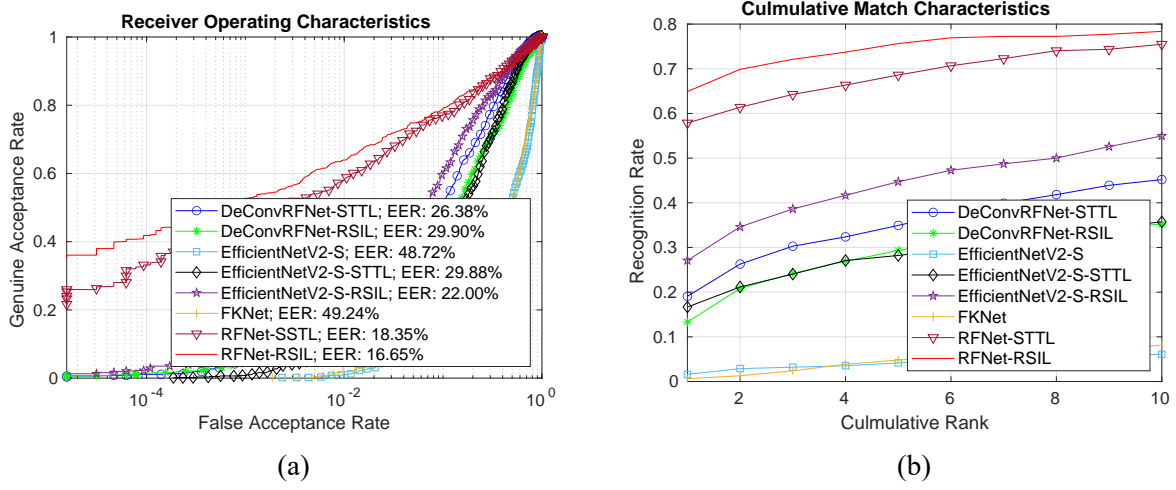 Receiver Operating Characteristics
1
0.8
0.6
0.4
0.2
0
Genuine Acceptance Rate
DeConvRFNet-STTL; EER: 26.38%
DeConvRFNet-RSIL; EER: 29.90%
EfficientNetV2-S; EER: 48.72%
EfficientNetV2-S-STTL; EER: 29.88%
EfficientNetV2-S-RSIL; EER: 22.00%
FKNet; EER: 49.24%
RFNet-SSTL; EER: 18.35%
RFNet-RSIL; EER: 16.65%
10^-4
10^-2
10^0
False Acceptance Rate
(a)
Culmulative Match Characteristics
0.8
0.7
0.6
0.5
0.4
0.3
0.2
0.1
0
Recognition Rate
DeConvRFNet-STTL
DeConvRFNet-RSIL
EfficientNetV2-S
EfficientNetV2-S-STTL
EfficientNetV2-S-RSIL
FKNet
RFNet-STTL
RFNet-RSIL
2
4
6
8
10
Culmulative Rank
(b)